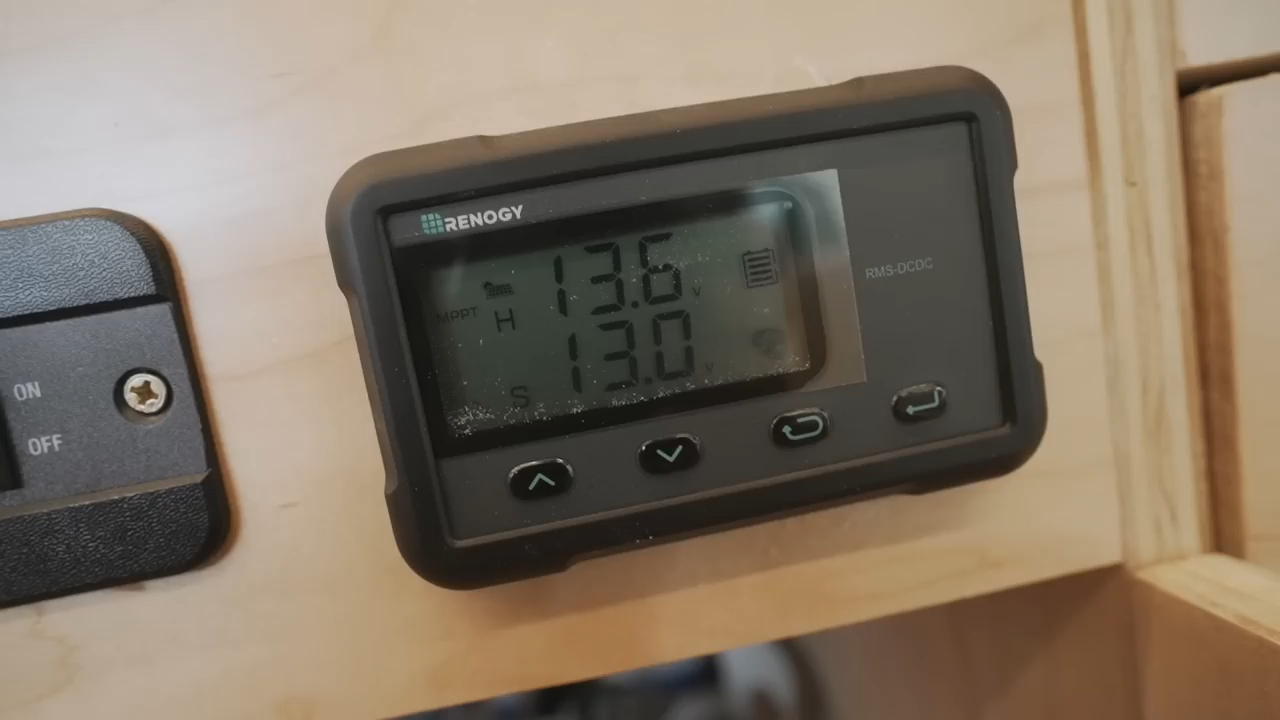 RENOGY
13.6 V
MPPT H
13.0 V
S
RMS-DCDC
ON
OFF